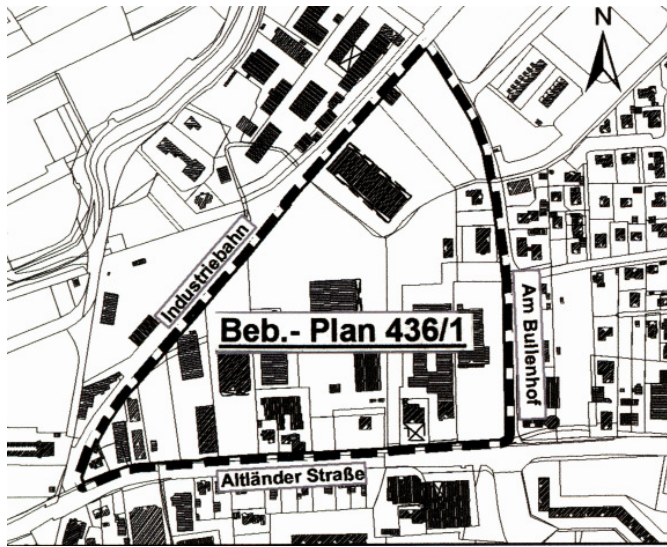 N
Industriebahn
Beb.- Plan 436/1
Am Bullenhof
Altländer Straße